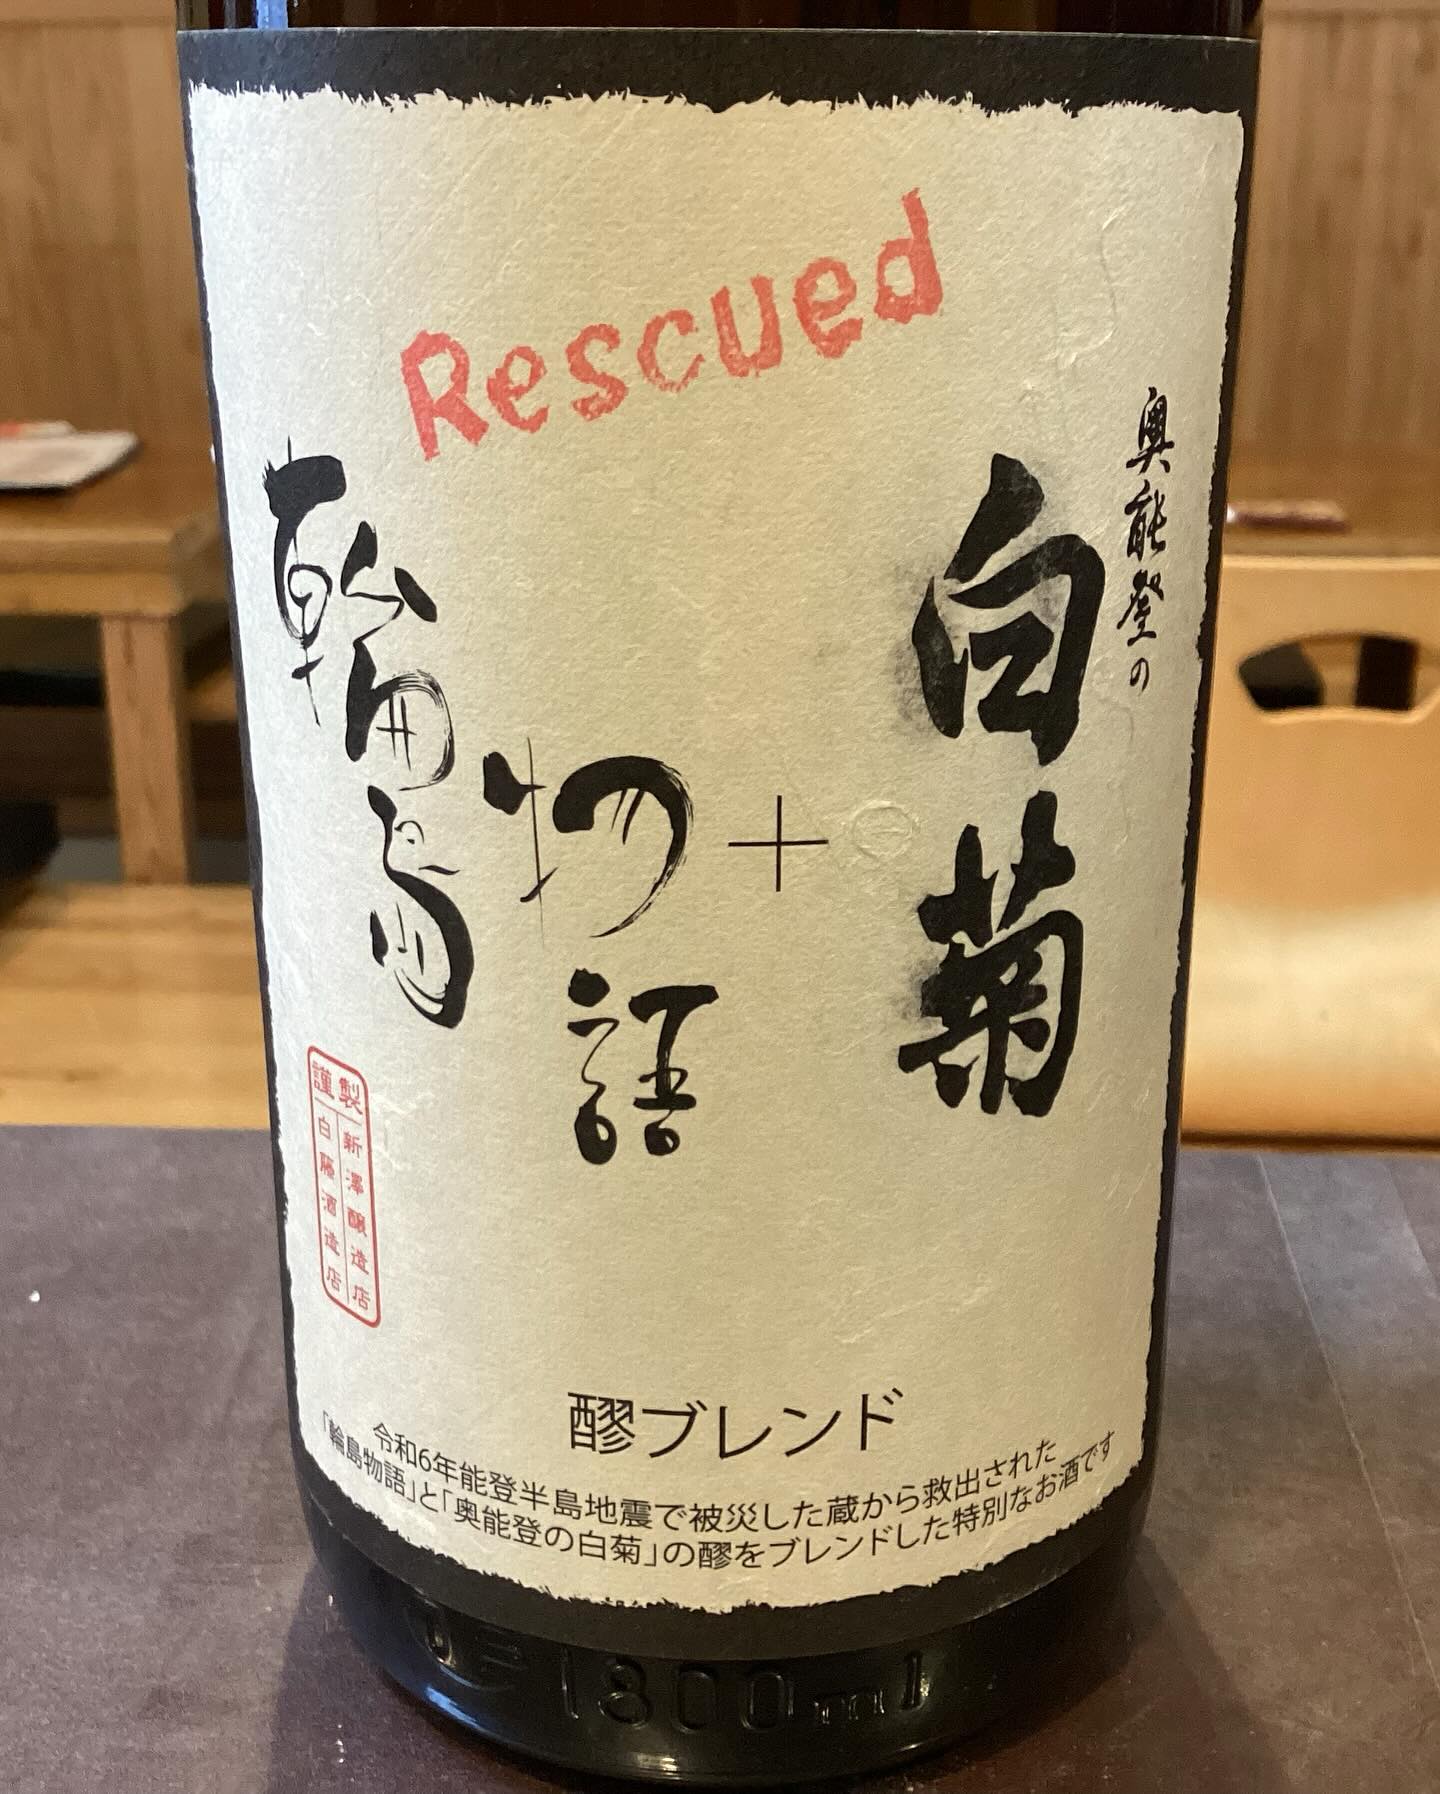 Rescued
奥能登の
白菊
+
輪島
物語
謹製
新澤醸造店
白藤酒造店
醪ブレンド
令和6年能登半島地震で被災した蔵から救出された
「輪島物語」と「奥能登の白菊」の醪をブレンドした特別なお酒です
1800ml